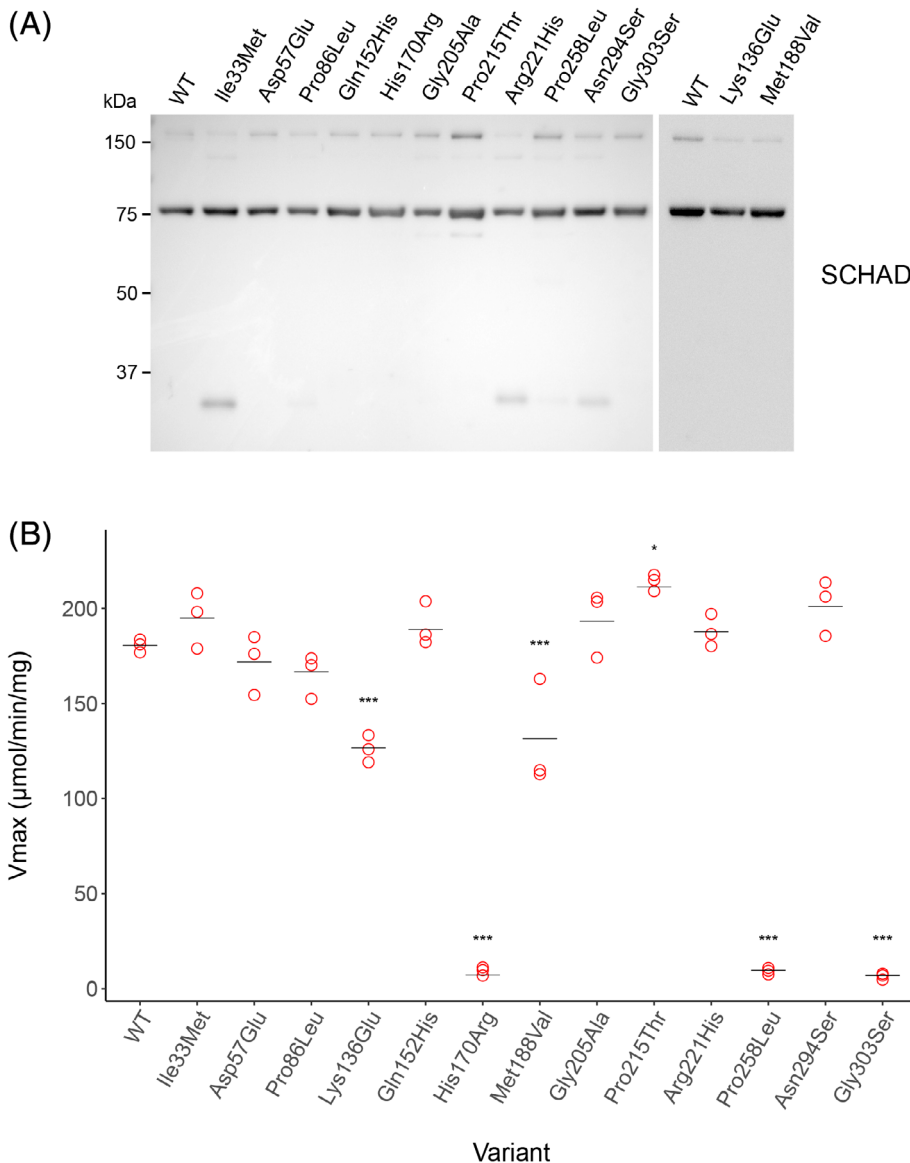 (A)
WT Ile33Met Asp57Glu Pro86Leu Gln152His His170Arg Gly205Ala Pro215Thr Arg221His Pro258Leu Asn294Ser Gly303Ser WT Lys136Glu Met188Val
kDa
150
75
50
37
SCHAD
(B)
*
200
***
***
150
100
50
*** *** ***
0
Vmax (µmol/min/mg)
WT Ile33Met Asp57Glu Pro86Leu Lys136Glu Gln152His His170Arg Met188Val Gly205Ala Pro215Thr Arg221His Pro258Leu Asn294Ser Gly303Ser
Variant